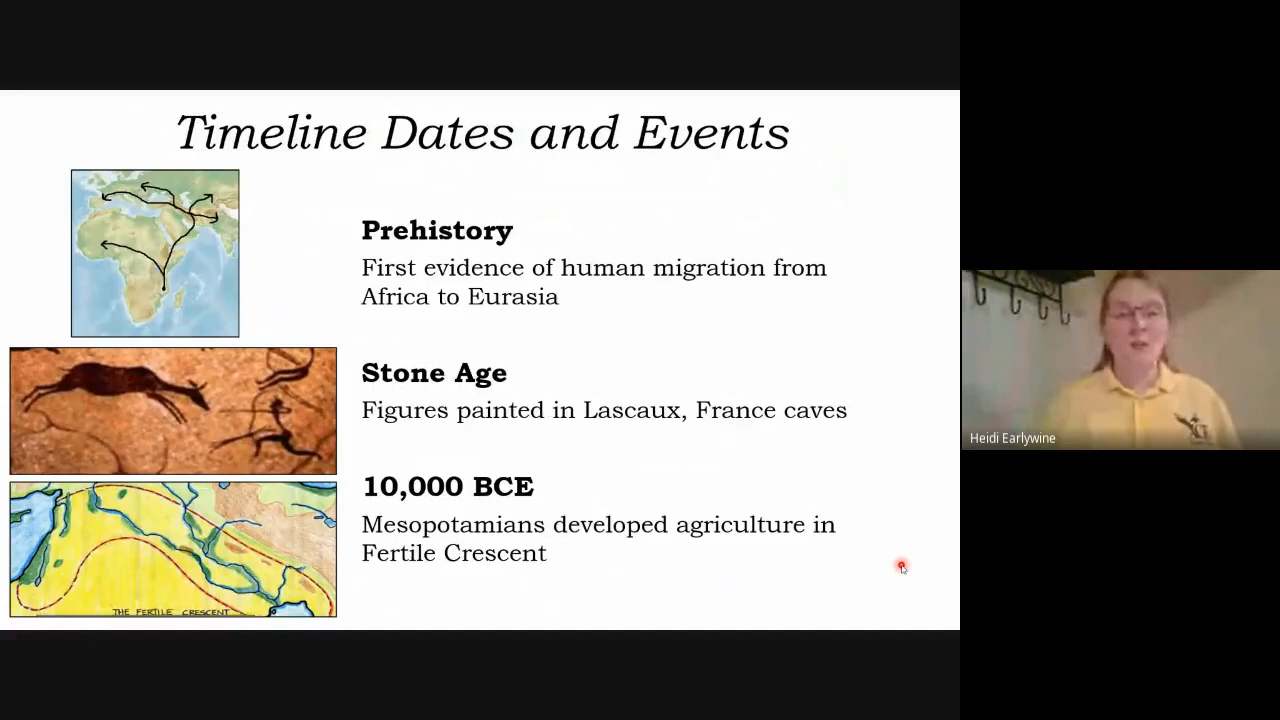 Timeline Dates and Events
Prehistory
First evidence of human migration from
Africa to Eurasia
Stone Age
Figures painted in Lascaux, France caves
10,000 BCE
Mesopotamians developed agriculture in
Fertile Crescent
THE FERTILE CRESCENT
Heidi Earlywine